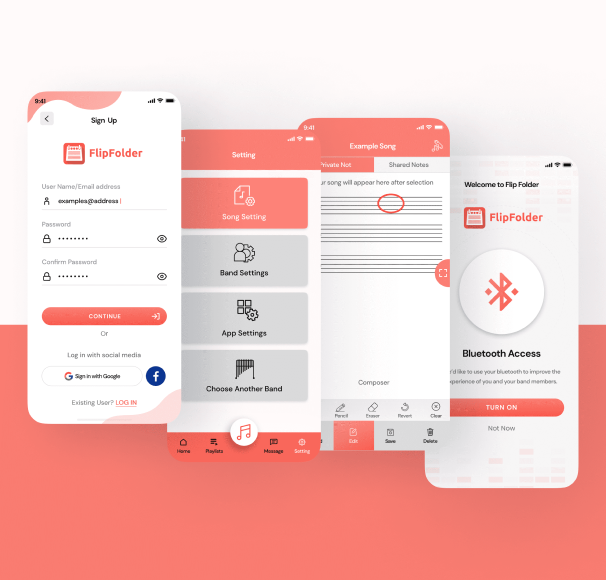 9:41
Sign Up
FlipFolder
User Name/Email address
examples@address
Password
Confirm Password
CONTINUE
Or
Log in with social media
Sign in with Google
Existing User? LOG IN
Setting
Song Setting
Band Settings
App Settings
Choose Another Band
Home
Playlists
Massage
Setting
9:41
Example Song
Private Not
Shared Notes
our song will appear here after selection
Composer
Pencil
Eraser
Revert
Clear
Edit
Save
Delete
Welcome to Flip Folder
FlipFolder
Bluetooth Access
'd like to use your bluetooth to improve the
xperience of you and your band members.
TURN ON
Not Now